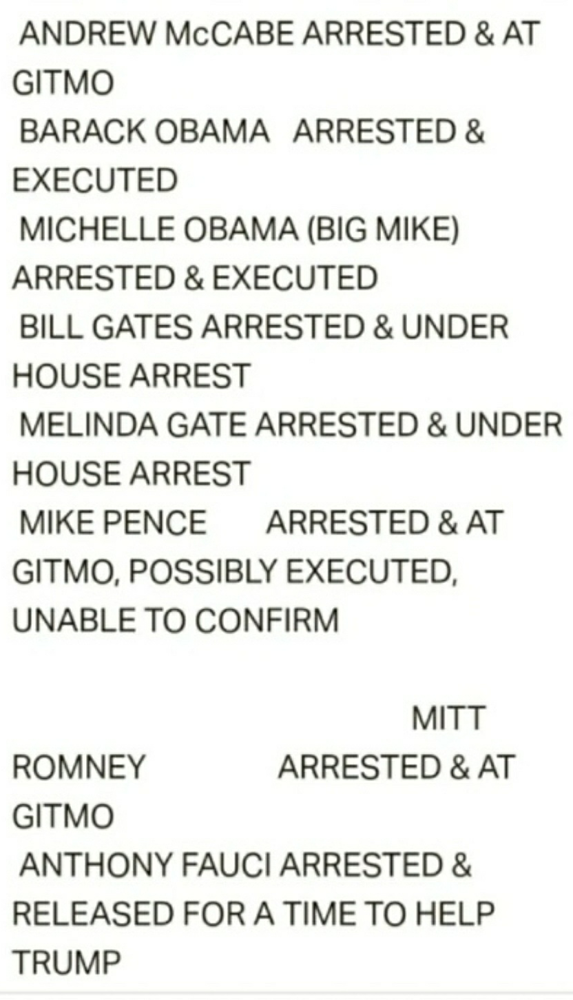 ANDREW McCABE ARRESTED & AT
GITMO
BARACK OBAMA ARRESTED &
EXECUTED
MICHELLE OBAMA (BIG MIKE)
ARRESTED & EXECUTED
BILL GATES ARRESTED & UNDER
HOUSE ARREST
MELINDA GATE ARRESTED & UNDER
HOUSE ARREST
MIKE PENCE ARRESTED & AT
GITMO, POSSIBLY EXECUTED,
UNABLE TO CONFIRM
MITT
ROMNEY ARRESTED & AT
GITMO
ANTHONY FAUCI ARRESTED &
RELEASED FOR A TIME TO HELP
TRUMP